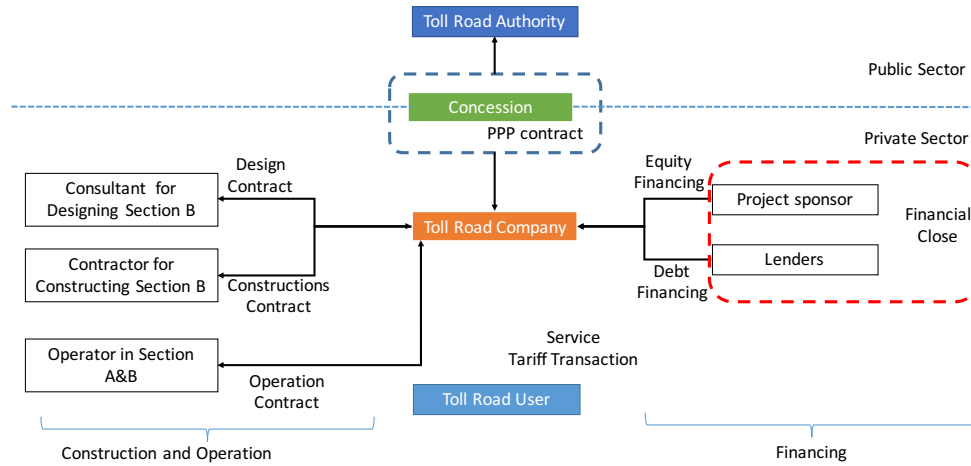 Toll Road Authority
Public Sector
Concession
PPP contract
Private Sector
Design
Contract
Equity
Financing
Consultant for
Designing Section B
Project sponsor
Financial
Close
Toll Road Company
Contractor for
Constructing Section B
Constructions
Contract
Lenders
Debt
Financing
Service
Tariff Transaction
Operator in Section
A&B
Operation
Contract
Toll Road User
Construction and Operation
Financing